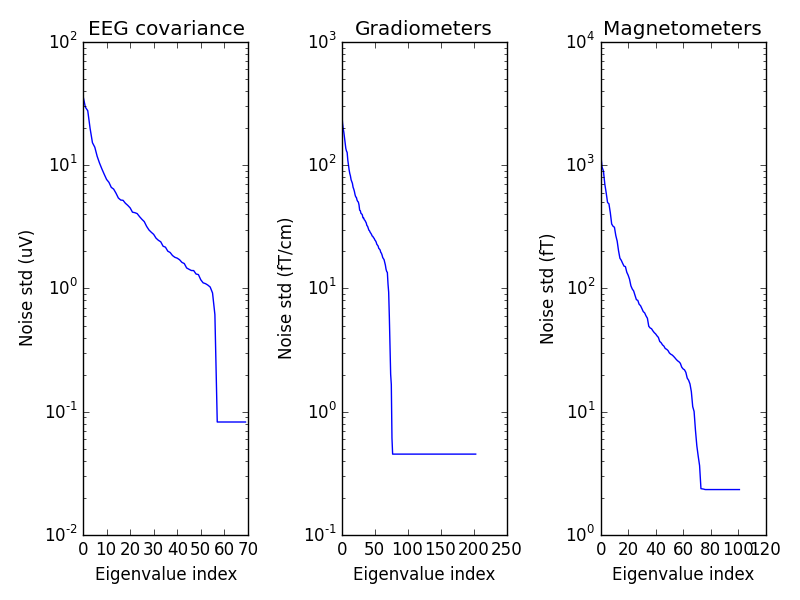 EEG covariance
Noise std (uV)
10^2
10^1
10^0
10^-1
10^-2
0 10 20 30 40 50 60 70
Eigenvalue index
Gradiometers
Noise std (fT/cm)
10^3
10^2
10^1
10^0
10^-1
0 50 100 150 200 250
Eigenvalue index
Magnetometers
Noise std (fT)
10^4
10^3
10^2
10^1
10^0
0 20 40 60 80 100 120
Eigenvalue index